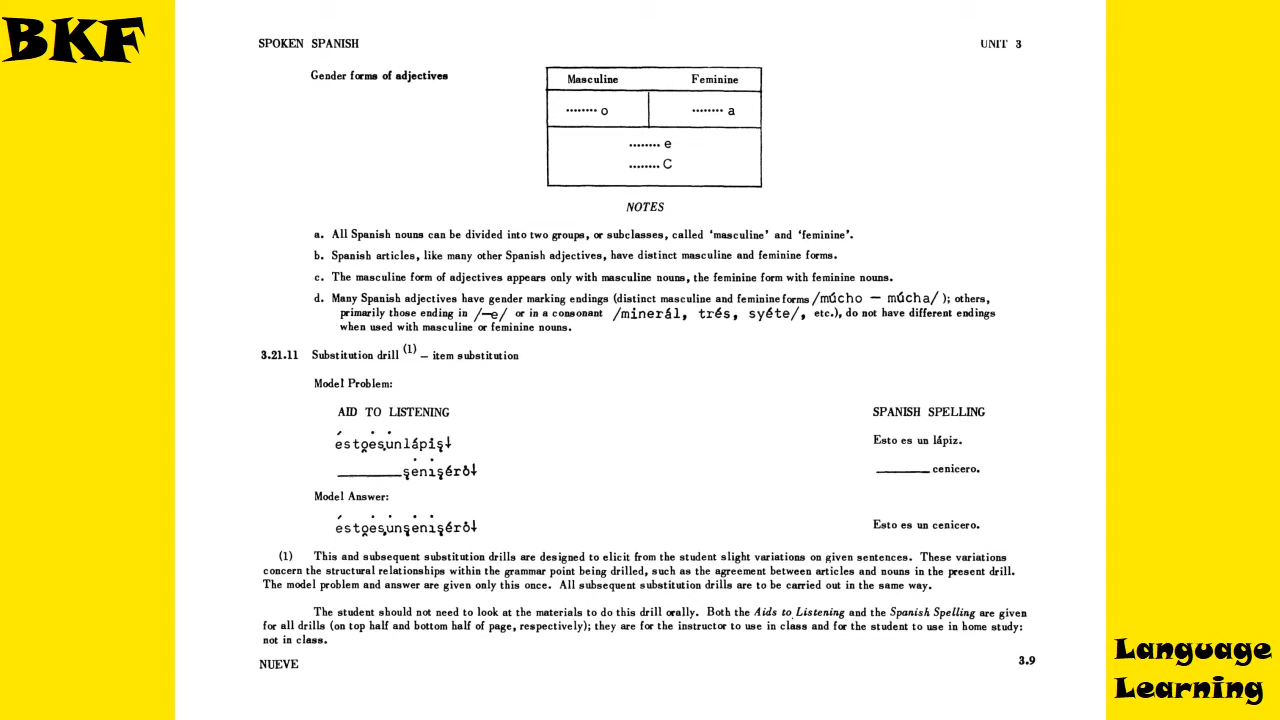 BKF
SPOKEN SPANISH UNIT 3
Gender forms of adjectives
Masculine Feminine
........ o ........ a
........ e
........ C
NOTES
a. All Spanish nouns can be divided into two groups, or subclasses, called ‘masculine’ and ‘feminine’.
b. Spanish articles, like many other Spanish adjectives, have distinct masculine and feminine forms.
c. The masculine form of adjectives appears only with masculine nouns, the feminine form with feminine nouns.
d. Many Spanish adjectives have gender marking endings (distinct masculine and feminine forms /múcho — múcha/ ); others,
primarily those ending in /—e/ or in a consonant /minerál, trés, syéte/, etc.), do not have different endings
when used with masculine or feminine nouns.
3.21.11 Substitution drill (1) – item substitution
Model Problem:
AID TO LISTENING SPANISH SPELLING
éstoesunlápiş↓ Esto es un lápiz.
________şenişéro↓ ________ cenicero.
Model Answer:
éstoesunşenişéro↓ Esto es un cenicero.
(1) This and subsequent substitution drills are designed to elicit from the student slight variations on given sentences. These variations
concern the structural relationships within the grammar point being drilled, such as the agreement between articles and nouns in the present drill.
The model problem and answer are given only this once. All subsequent substitution drills are to be carried out in the same way.
The student should not need to look at the materials to do this drill orally. Both the Aids to Listening and the Spanish Spelling are given
for all drills (on top half and bottom half of page, respectively); they are for the instructor to use in class and for the student to use in home study:
not in class.
NUEVE 3.9
Language
Learning